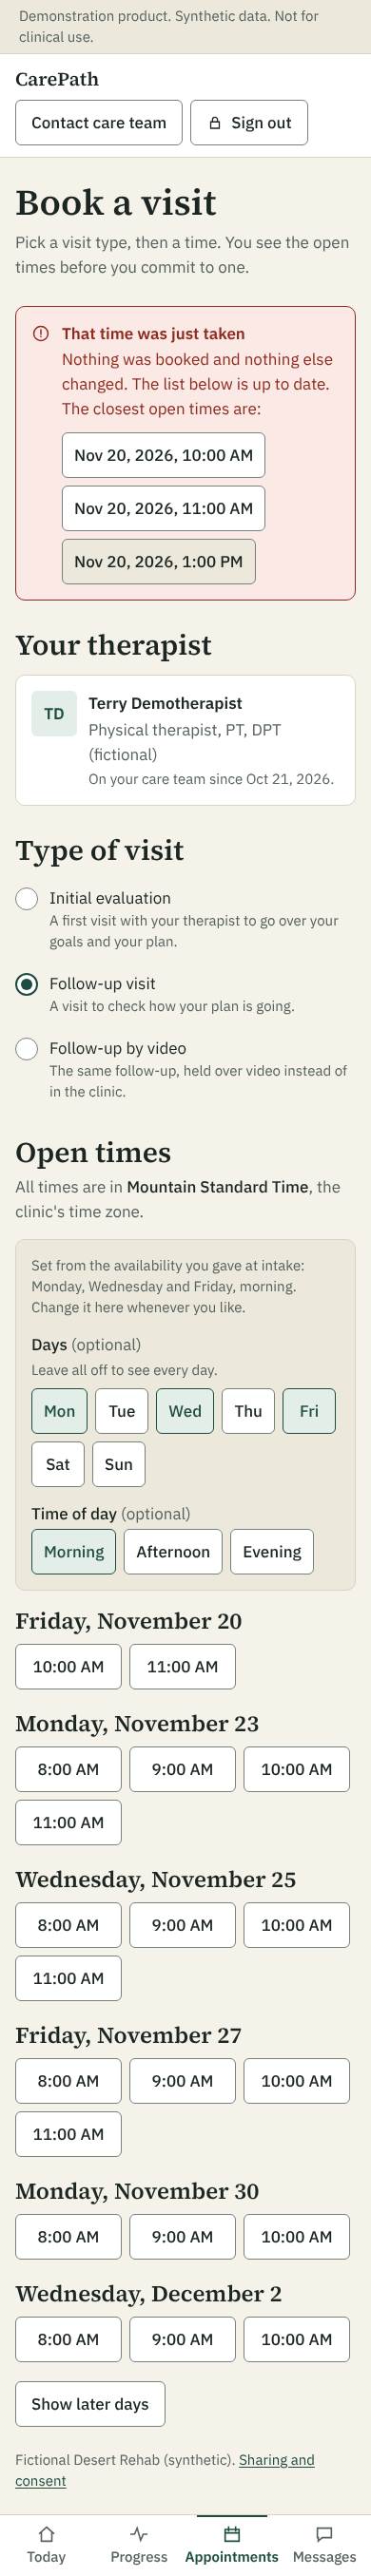 Demonstration product. Synthetic data. Not for
clinical use.
CarePath
Contact care team
Sign out
Book a visit
Pick a visit type, then a time. You see the open
times before you commit to one.
That time was just taken
Nothing was booked and nothing else
changed. The list below is up to date.
The closest open times are:
Nov 20, 2026, 10:00 AM
Nov 20, 2026, 11:00 AM
Nov 20, 2026, 1:00 PM
Your therapist
TD
Terry Demotherapist
Physical therapist, PT, DPT
(fictional)
On your care team since Oct 21, 2026.
Type of visit
Initial evaluation
A first visit with your therapist to go over your
goals and your plan.
Follow-up visit
A visit to check how your plan is going.
Follow-up by video
The same follow-up, held over video instead of
in the clinic.
Open times
All times are in Mountain Standard Time, the
clinic's time zone.
Set from the availability you gave at intake:
Monday, Wednesday and Friday, morning.
Change it here whenever you like.
Days (optional)
Leave all off to see every day.
Mon Tue Wed Thu Fri
Sat Sun
Time of day (optional)
Morning Afternoon Evening
Friday, November 20
10:00 AM 11:00 AM
Monday, November 23
8:00 AM 9:00 AM 10:00 AM
11:00 AM
Wednesday, November 25
8:00 AM 9:00 AM 10:00 AM
11:00 AM
Friday, November 27
8:00 AM 9:00 AM 10:00 AM
11:00 AM
Monday, November 30
8:00 AM 9:00 AM 10:00 AM
Wednesday, December 2
8:00 AM 9:00 AM 10:00 AM
Show later days
Fictional Desert Rehab (synthetic). Sharing and
consent
Today Progress Appointments Messages